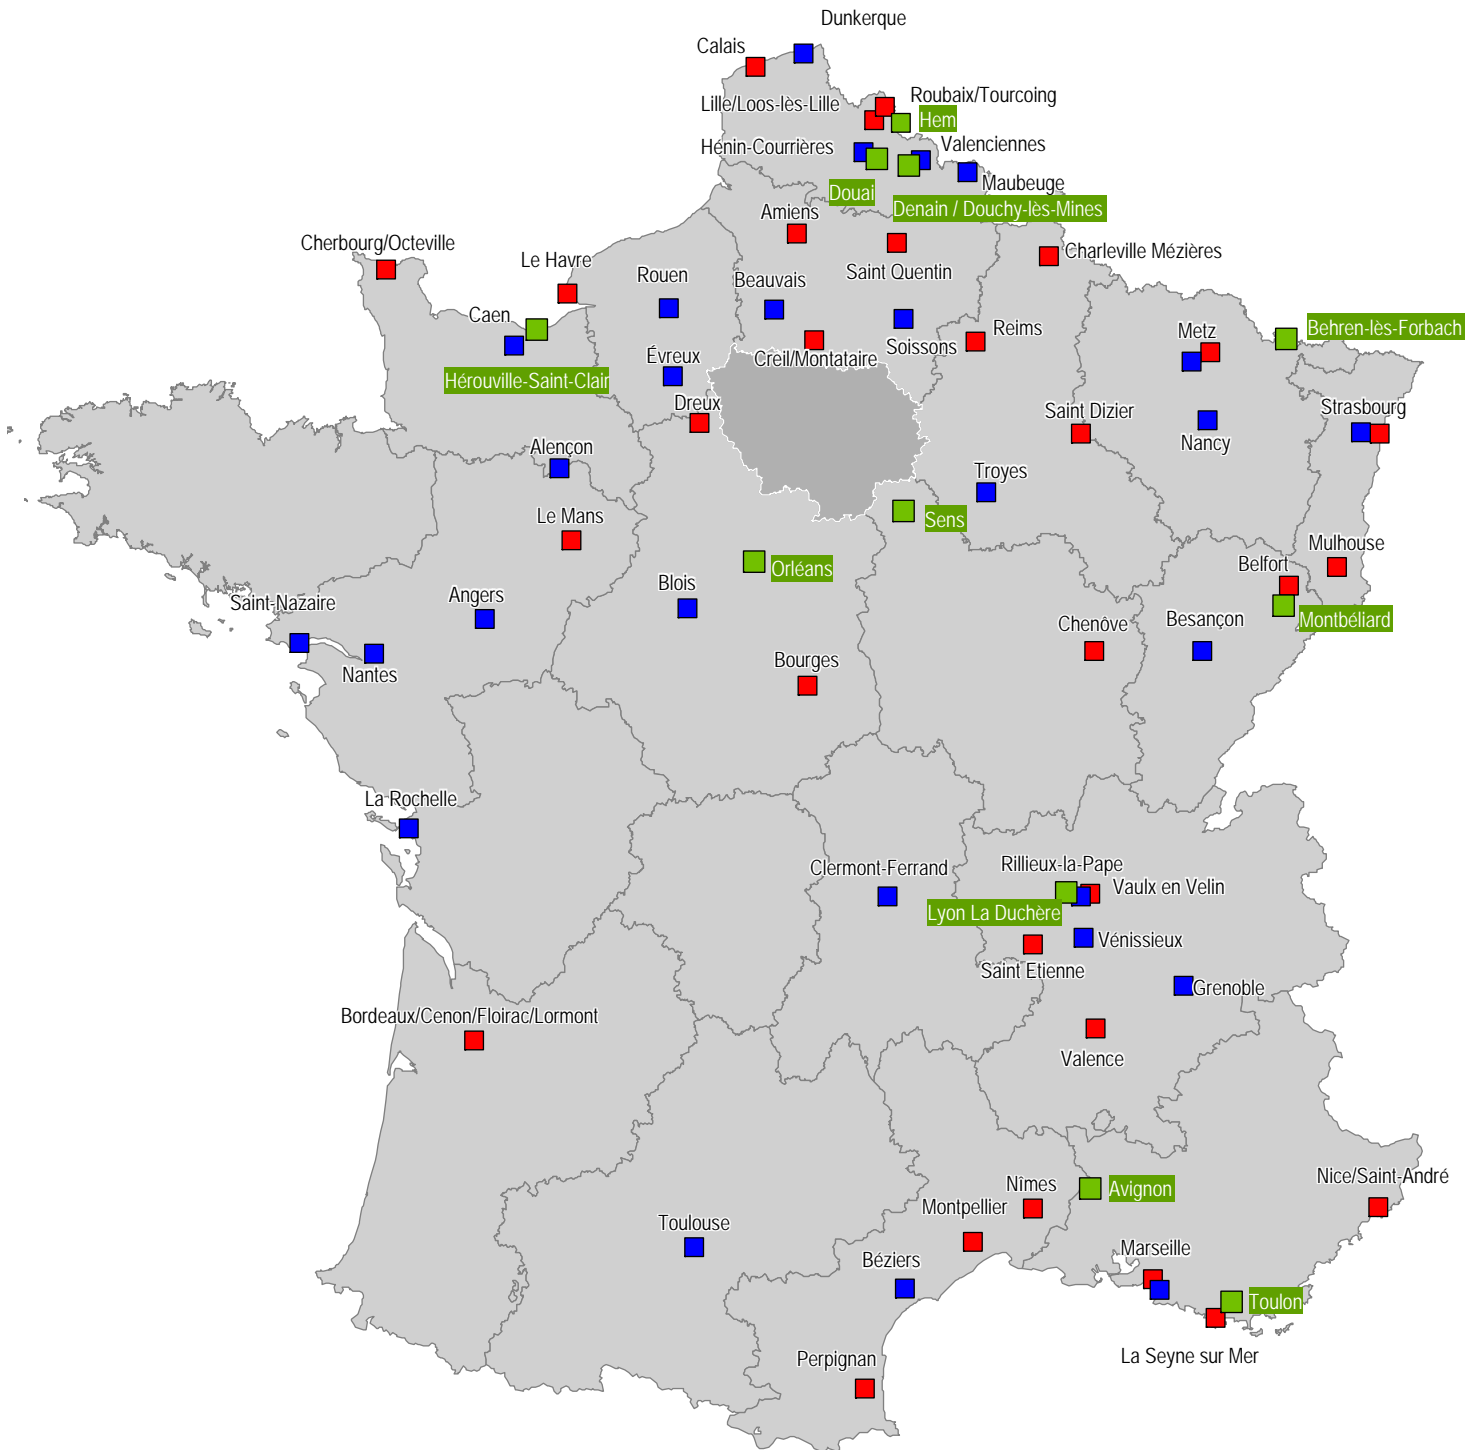 Dunkerque
Calais
Roubaix/Tourcoing
Lille/Loos-lès-Lille
Hem
Hénin-Courrières
Valenciennes
Maubeuge
Douai
Denain / Douchy-lès-Mines
Amiens
Cherbourg/Octeville
Charleville Mézières
Le Havre
Saint Quentin
Rouen
Beauvais
Caen
Reims
Metz
Behren-lès-Forbach
Soissons
Évreux
Creil/Montataire
Hérouville-Saint-Clair
Dreux
Saint Dizier
Strasbourg
Nancy
Alençon
Troyes
Le Mans
Sens
Mulhouse
Orléans
Belfort
Saint-Nazaire
Angers
Blois
Chenôve
Besançon
Montbéliard
Bourges
Nantes
La Rochelle
Clermont-Ferrand
Rillieux-la-Pape
Vaulx en Velin
Lyon La Duchère
Vénissieux
Saint Etienne
Grenoble
Bordeaux/Cenon/Floirac/Lormont
Valence
Nîmes
Avignon
Nice/Saint-André
Montpellier
Toulouse
Marseille
Béziers
Toulon
La Seyne sur Mer
Perpignan